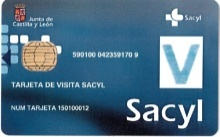 Junta de
Castilla y León
Sacyl
590100 042359170 9
V
TARJETA DE VISITA SACYL
NUM TARJETA 150100012
Sacyl